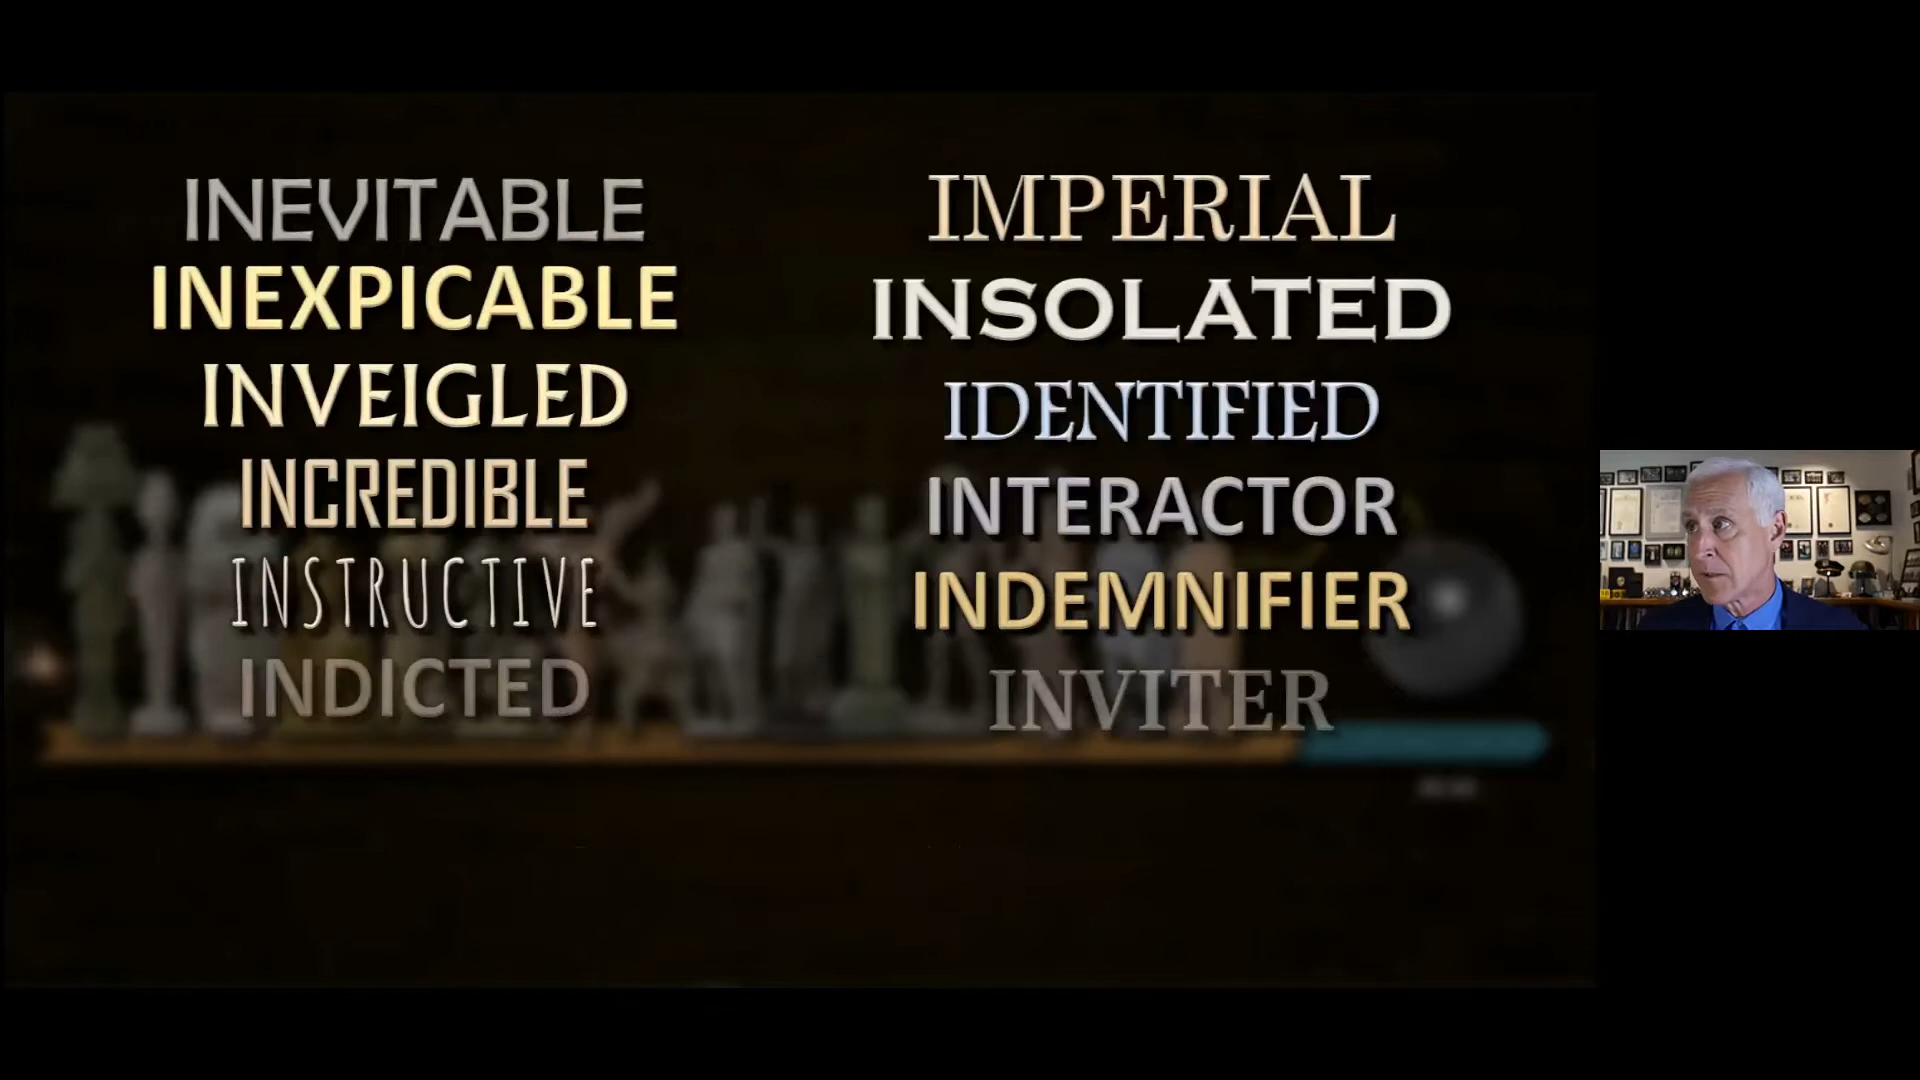 INEVITABLE
INEXPICABLE
INVEIGLED
INCREDIBLE
INSTRUCTIVE
INDICTED
IMPERIAL
INSOLATED
IDENTIFIED
INTERACTOR
INDEMNIFIER
INVITER